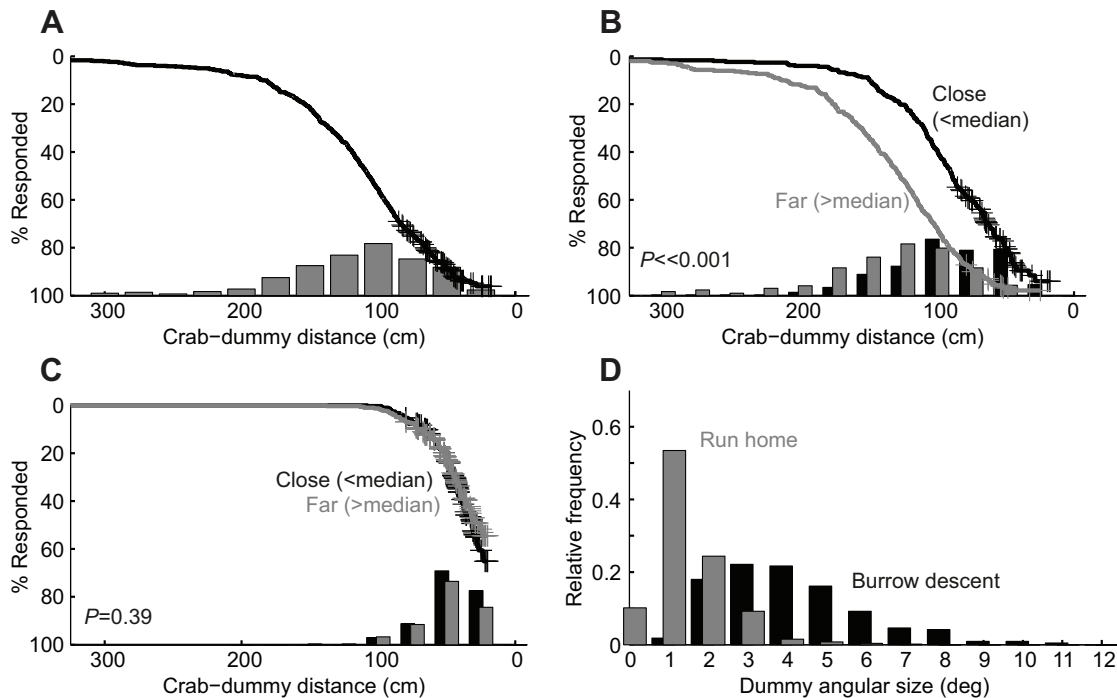 A
0
20
40
60
80
100
% Responded
300
200
100
0
Crab−dummy distance (cm)
B
0
20
40
60
80
100
% Responded
Close
(<median)
Far (>median)
P<<0.001
300
200
100
0
Crab−dummy distance (cm)
C
0
20
40
60
80
100
% Responded
Close (<median)
Far (>median)
P=0.39
300
200
100
0
Crab−dummy distance (cm)
D
0.6
0.4
0.2
0
Relative frequency
Run home
Burrow descent
0 1 2 3 4 5 6 7 8 9 10 11 12
Dummy angular size (deg)